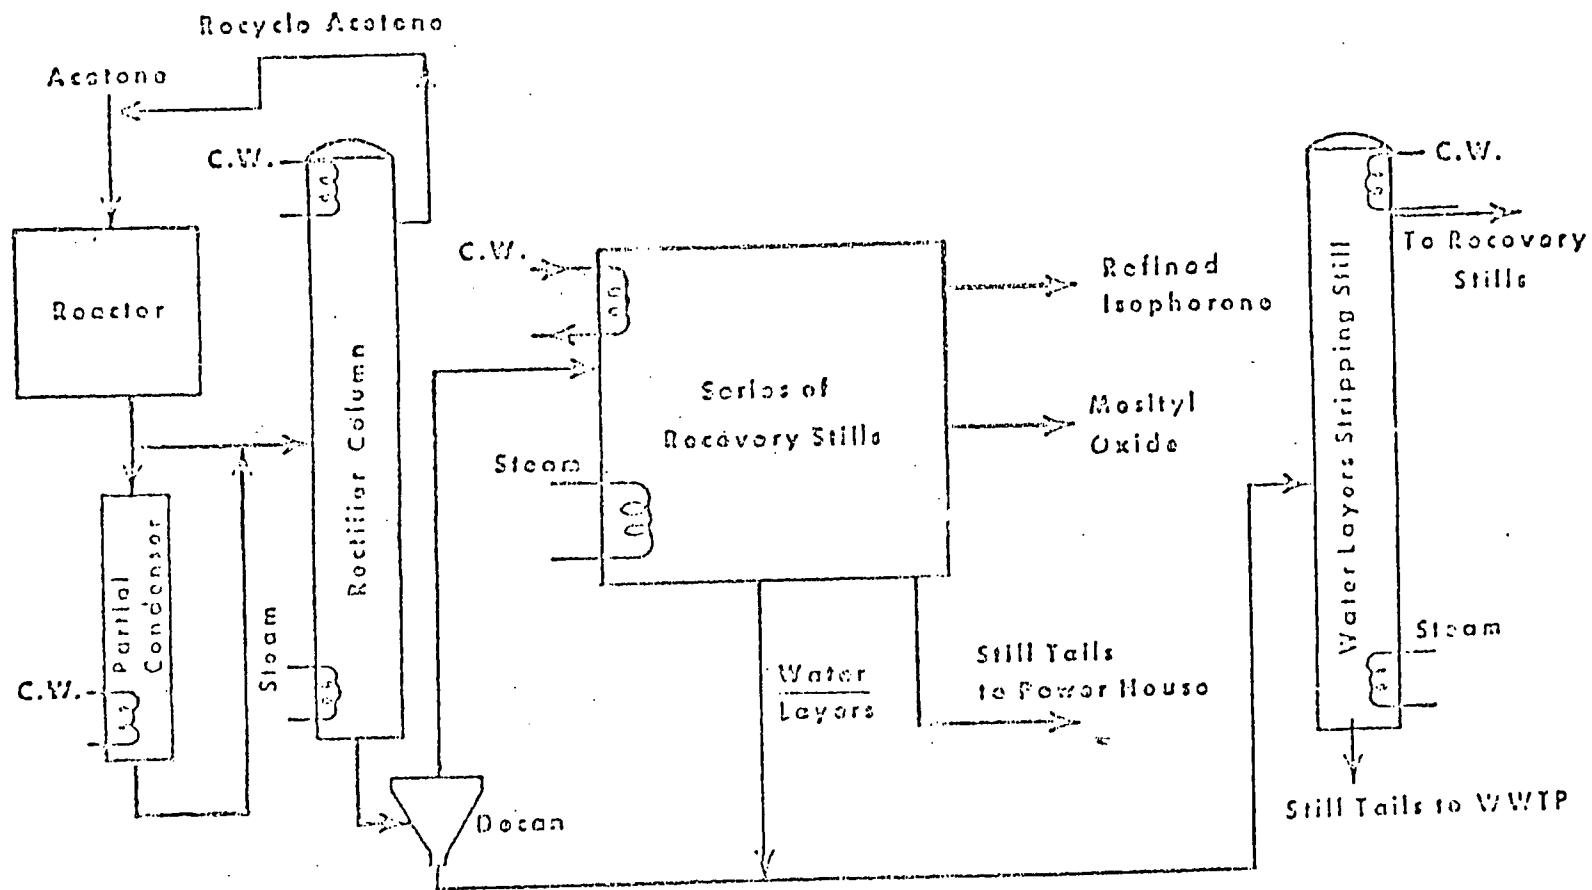 Recycle Acetone
Acetone
C.W.
Reactor
Rectifier Column
Partial
Condenser
C.W.
Steam
Decan
C.W.
Steam
Series of
Recovery Stills
Refined
Isophorone
Mesityl
Oxide
Water
Layers
Still Tails
to Power House
Water Layers Stripping Still
C.W.
To Recovery
Stills
Steam
Still Tails to WWTP